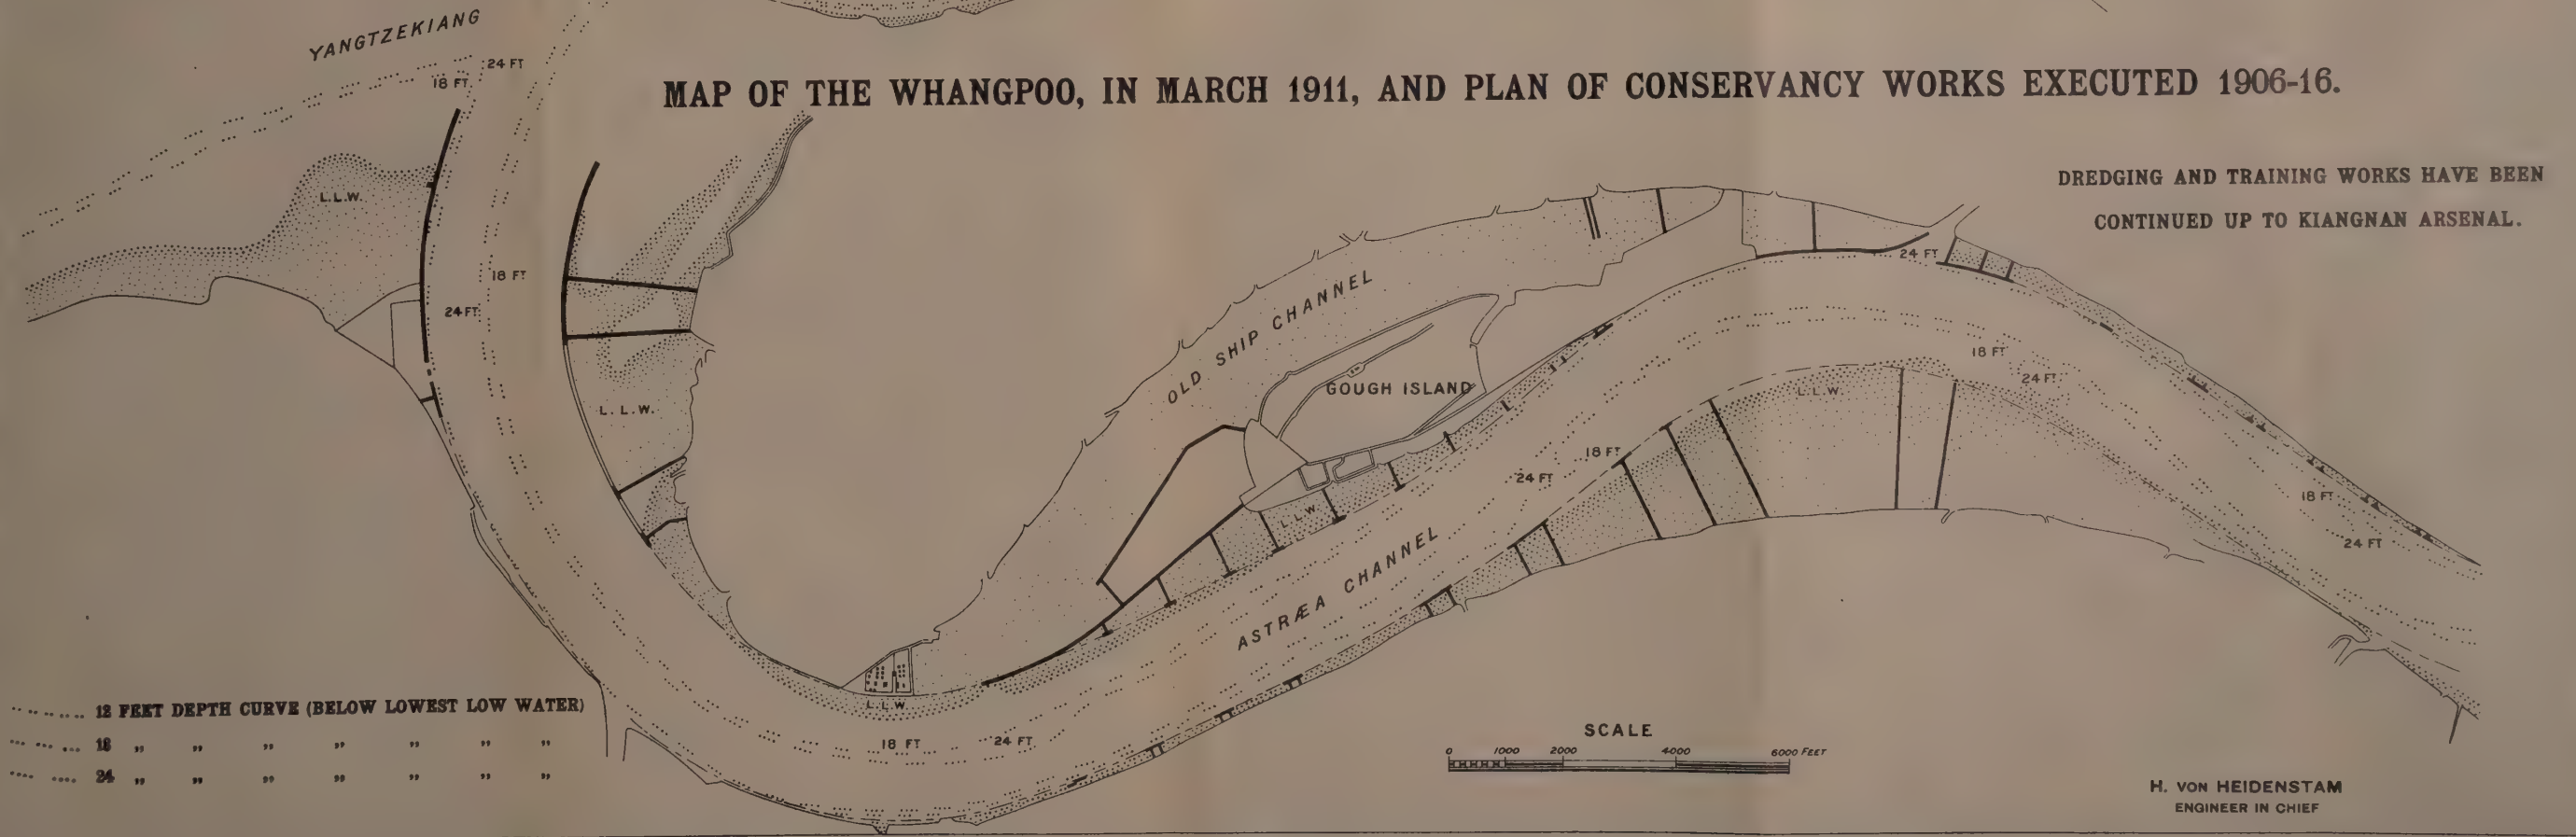 YANGTZEKIANG
24 FT
18 FT.
MAP OF THE WHANGPOO, IN MARCH 1911, AND PLAN OF CONSERVANCY WORKS EXECUTED 1906-16.
DREDGING AND TRAINING WORKS HAVE BEEN
CONTINUED UP TO KIANGNAN ARSENAL.
L.L.W.
24 FT
18 FT
24 FT
OLD SHIP CHANNEL
18 FT
24 FT
GOUGH ISLAND
L.L.W.
L. L.W.
18 FT
24 FT
18 FT
L.L.W.
24 FT
ASTRÆA CHANNEL
L.L.W.
18 FT
24 FT
12 FEET DEPTH CURVE (BELOW LOWEST LOW WATER)
18 " " " " " " "
24 " " " " " " "
SCALE
0 1000 2000 4000 6000 FEET
H. VON HEIDENSTAM
ENGINEER IN CHIEF